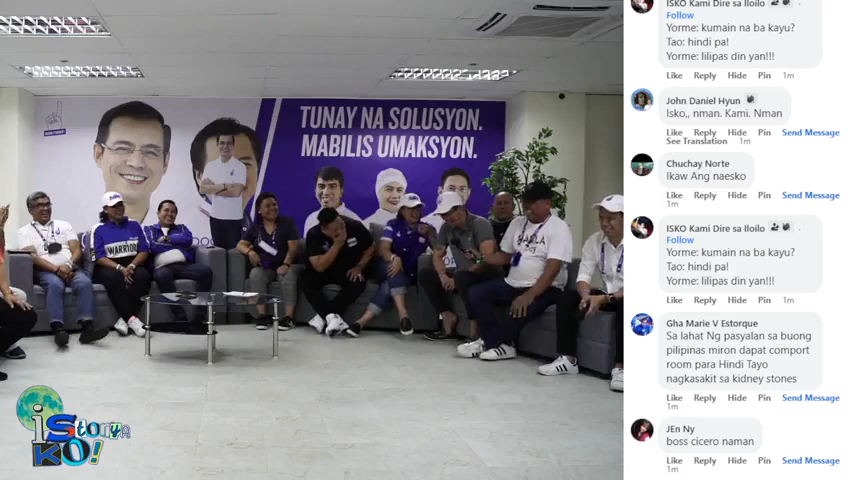 TUNAY NA SOLUSYON.
MABILIS UMAKSYON.
WARRIOR
iStorya
KO!
ISKO Kami Dire sa Iloilo
Follow
Yorme: kumain na ba kayu?
Tao: hindi pa!
Yorme: lilipas din yan!!!
Like Reply Hide Pin 1m
John Daniel Hyun
Isko,, nman. Kami. Nman
Like Reply Hide Pin Send Message
See Translation 1m
Chuchay Norte
Ikaw Ang naesko
Like Reply Hide Pin Send Message
1m
ISKO Kami Dire sa Iloilo
Follow
Yorme: kumain na ba kayu?
Tao: hindi pa!
Yorme: lilipas din yan!!!
Like Reply Hide Pin 1m
Gha Marie V Estorque
Sa lahat Ng pasyalan sa buong
pilipinas miron dapat comport
room para Hindi Tayo
nagkasakit sa kidney stones
Like Reply Hide Pin Send Message
1m
JEn Ny
boss cicero naman
Like Reply Hide Pin Send Message
1m